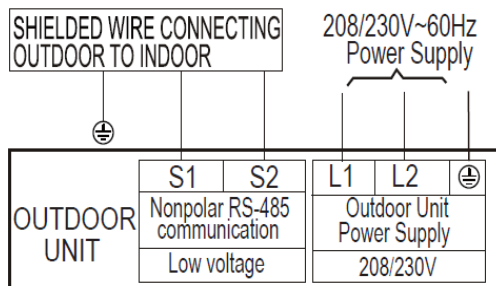 SHIELDED WIRE CONNECTING
OUTDOOR TO INDOOR
208/230V~60Hz
Power Supply
S1 S2 L1 L2
OUTDOOR
UNIT
Nonpolar RS-485
communication
Low voltage
Outdoor Unit
Power Supply
208/230V